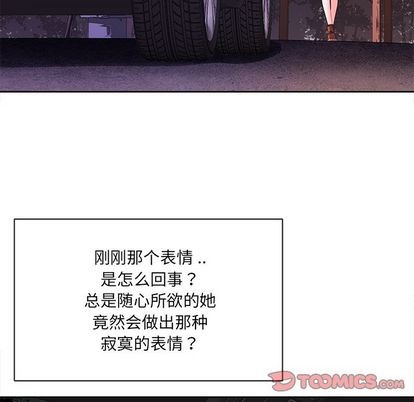 刚刚那个表情 ..
是怎么回事？
总是随心所欲的她
竟然会做出那种
寂寞的表情？
TOOMICS.COM